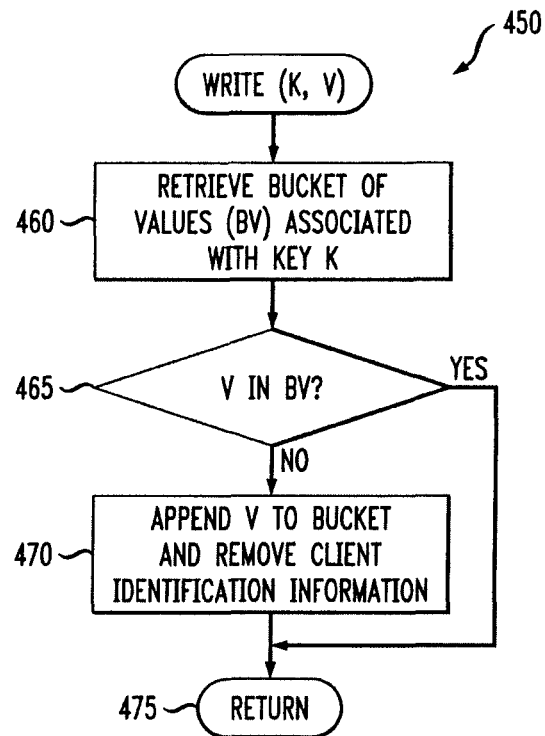 450
WRITE (K, V)
460
RETRIEVE BUCKET OF
VALUES (BV) ASSOCIATED
WITH KEY K
465
V IN BV?
YES
NO
470
APPEND V TO BUCKET
AND REMOVE CLIENT
IDENTIFICATION INFORMATION
475
RETURN